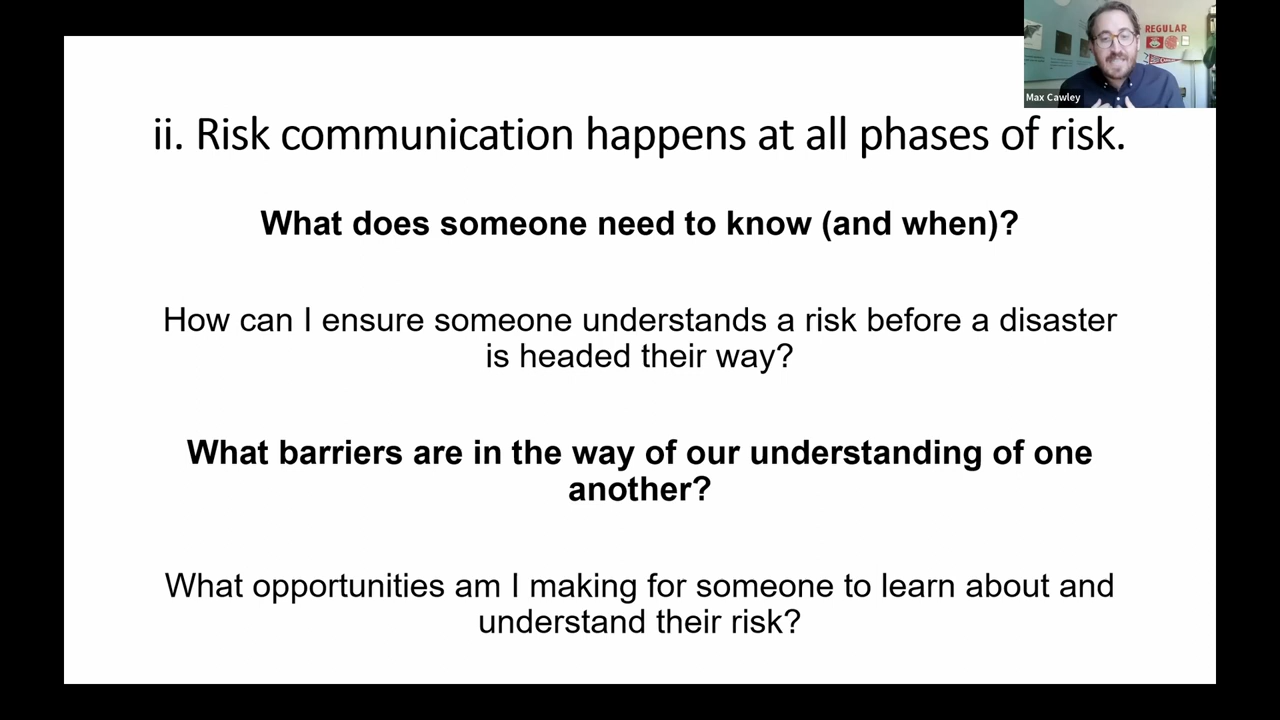 REGULAR
Max Cawley
ii. Risk communication happens at all phases of risk.
What does someone need to know (and when)?
How can I ensure someone understands a risk before a disaster
is headed their way?
What barriers are in the way of our understanding of one
another?
What opportunities am I making for someone to learn about and
understand their risk?